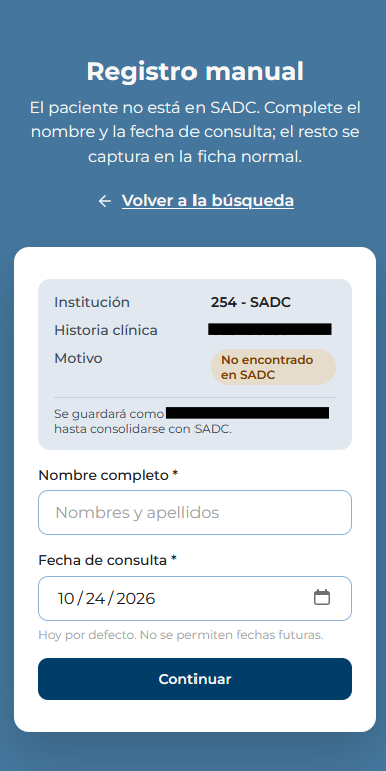 Registro manual
El paciente no está en SADC. Complete el
nombre y la fecha de consulta; el resto se
captura en la ficha normal.
← Volver a la búsqueda
Institución 254 - SADC
Historia clínica
Motivo No encontrado
en SADC
Se guardará como
hasta consolidarse con SADC.
Nombre completo *
Nombres y apellidos
Fecha de consulta *
10/24/2026
Hoy por defecto. No se permiten fechas futuras.
Continuar